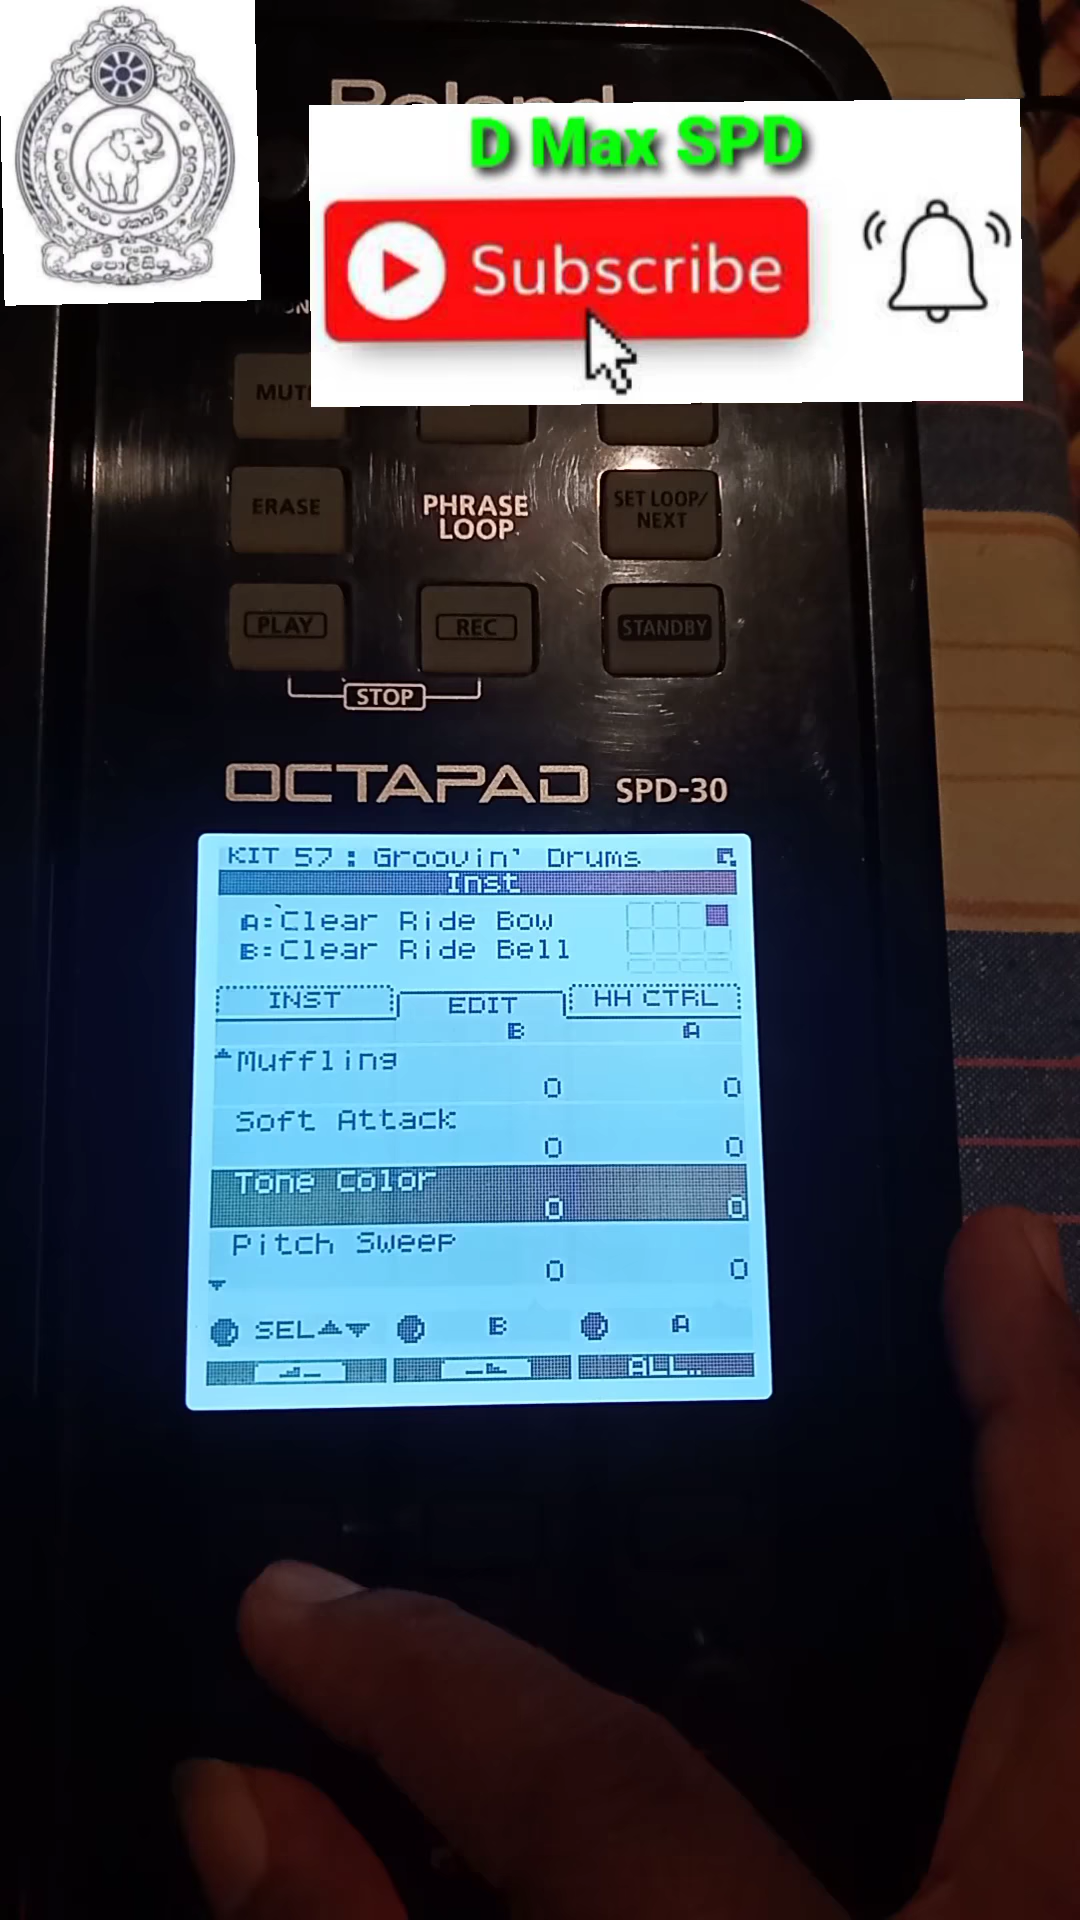 Roland
D Max SPD
Subscribe
MUT
ERASE
PHRASE
LOOP
SET LOOP/
NEXT
PLAY
REC
STANDBY
STOP
OCTAPAD SPD-30
KIT 57 : Groovin' Drums
Inst
A:Clear Ride Bow
B:Clear Ride Bell
INST EDIT HH CTRL
B A
Muffling
0 0
Soft Attack
0 0
Tone Color
0 0
Pitch Sweep
0 0
SEL B A
ALL..